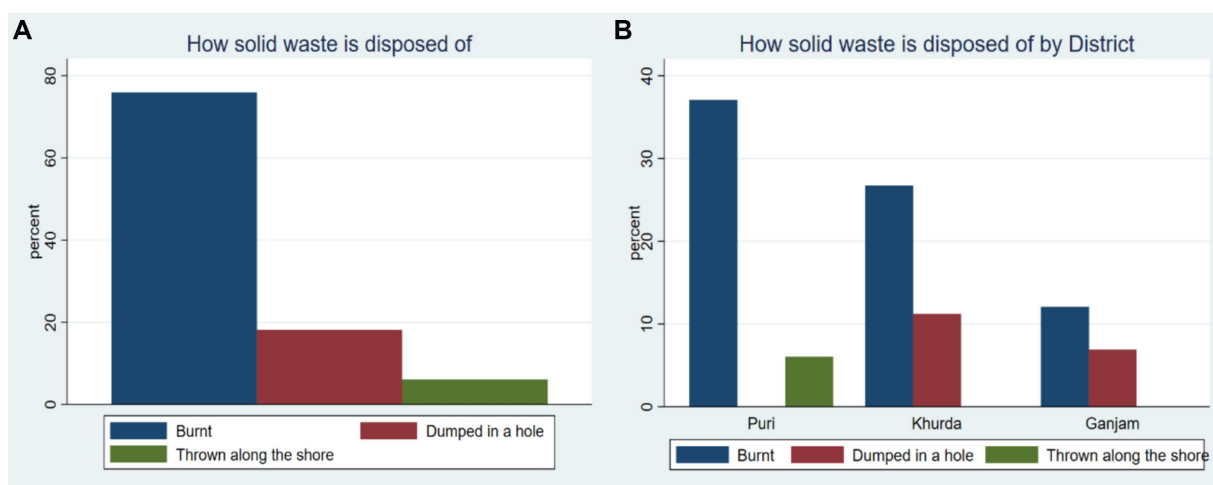 A
How solid waste is disposed of
percent
80
60
40
20
0
Burnt
Dumped in a hole
Thrown along the shore
B
How solid waste is disposed of by District
percent
40
30
20
10
0
Puri
Khurda
Ganjam
Burnt
Dumped in a hole
Thrown along the shore